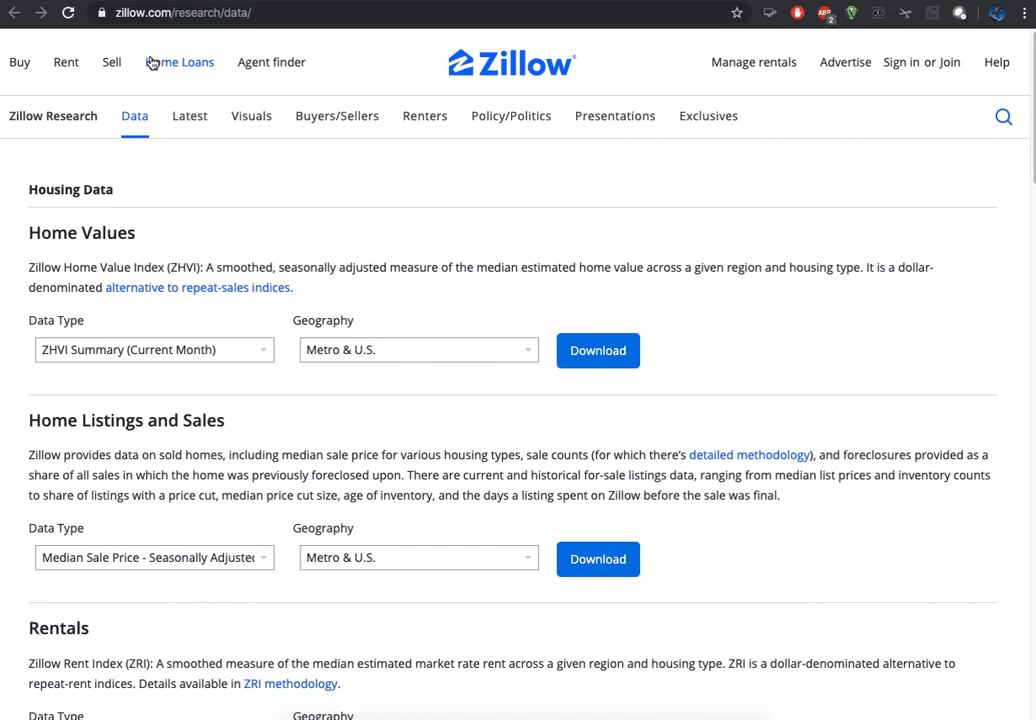 zillow.com/research/data/
2
Buy Rent Sell Home Loans Agent finder Zillow Manage rentals Advertise Sign in or Join Help
Zillow Research Data Latest Visuals Buyers/Sellers Renters Policy/Politics Presentations Exclusives
Housing Data
Home Values
Zillow Home Value Index (ZHVI): A smoothed, seasonally adjusted measure of the median estimated home value across a given region and housing type. It is a dollar-
denominated alternative to repeat-sales indices.
Data Type Geography
ZHVI Summary (Current Month) Metro & U.S. Download
Home Listings and Sales
Zillow provides data on sold homes, including median sale price for various housing types, sale counts (for which there's detailed methodology), and foreclosures provided as a
share of all sales in which the home was previously foreclosed upon. There are current and historical for-sale listings data, ranging from median list prices and inventory counts
to share of listings with a price cut, median price cut size, age of inventory, and the days a listing spent on Zillow before the sale was final.
Data Type Geography
Median Sale Price - Seasonally Adjusted Metro & U.S. Download
Rentals
Zillow Rent Index (ZRI): A smoothed measure of the median estimated market rate rent across a given region and housing type. ZRI is a dollar-denominated alternative to
repeat-rent indices. Details available in ZRI methodology.
Data Type Geography